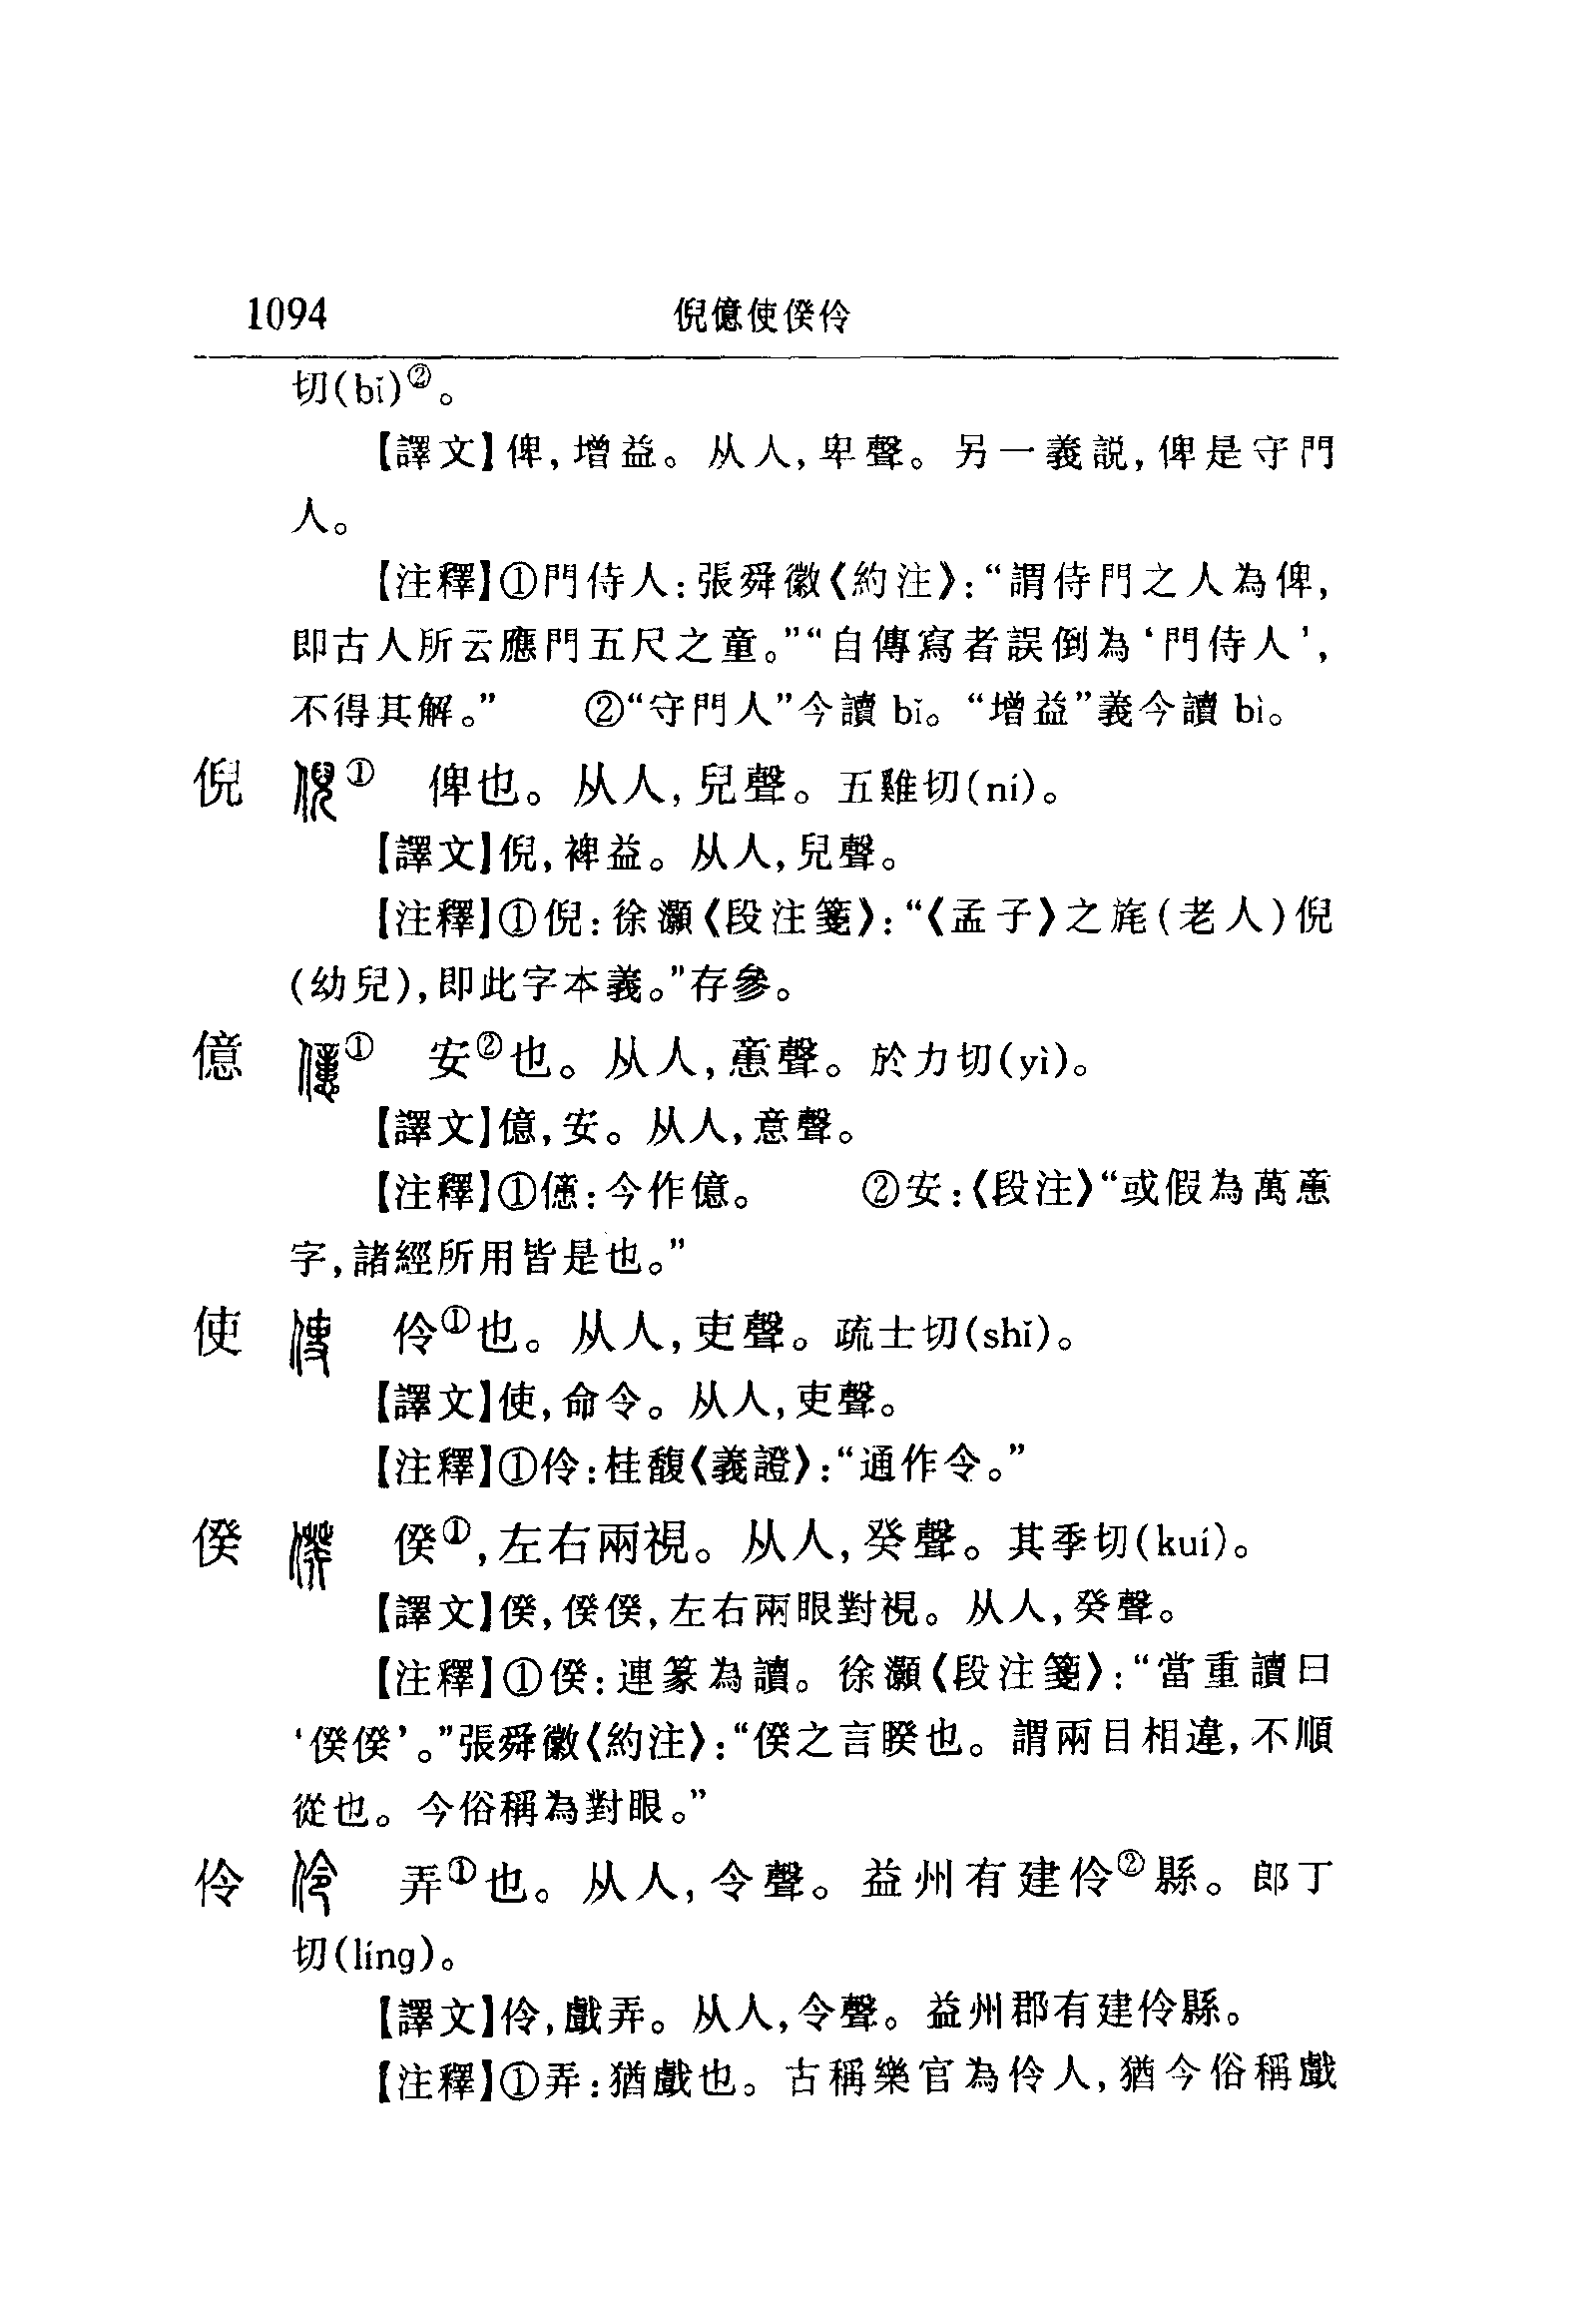 1094 倪億使傒伶
切(bǐ)②。
【譯文】俾,增益。从人,卑聲。另一義説,俾是守門
人。
【注釋】①門侍人:張舜徽《約注》:“謂侍門之人為俾,
即古人所云應門五尺之童。”“自傳寫者誤倒為‘門侍人’,
不得其解。” ②“守門人”今讀 bǐ。“增益”義今讀 bì。
倪 ① 俾也。从人,兒聲。五雞切(ní)。
【譯文】倪,裨益。从人,兒聲。
【注釋】①倪:徐灝《段注箋》:“《孟子》之旄(老人)倪
(幼兒),即此字本義。”存參。
億 ① 安②也。从人,𢡃聲。於力切(yì)。
【譯文】億,安。从人,意聲。
【注釋】①㒋:今作億。 ②安:《段注》“或假為萬𢡃
字,諸經所用皆是也。”
使 伶①也。从人,吏聲。疏士切(shǐ)。
【譯文】使,命令。从人,吏聲。
【注釋】①伶:桂馥《義證》:“通作令。”
㑧 㑧①,左右兩視。从人,癸聲。其季切(kuí)。
【譯文】㑧,㑧㑧,左右兩眼對視。从人,癸聲。
【注釋】①㑧:連篆為讀。徐灝《段注箋》:“當重讀曰
‘㑧㑧’。”張舜徽《約注》:“㑧之言睽也。謂兩目相違,不順
從也。今俗稱為對眼。”
伶 弄①也。从人,令聲。益州有建伶②縣。郎丁
切(líng)。
【譯文】伶,戲弄。从人,令聲。益州郡有建伶縣。
【注釋】①弄:猶戲也。古稱樂官為伶人,猶今俗稱戲